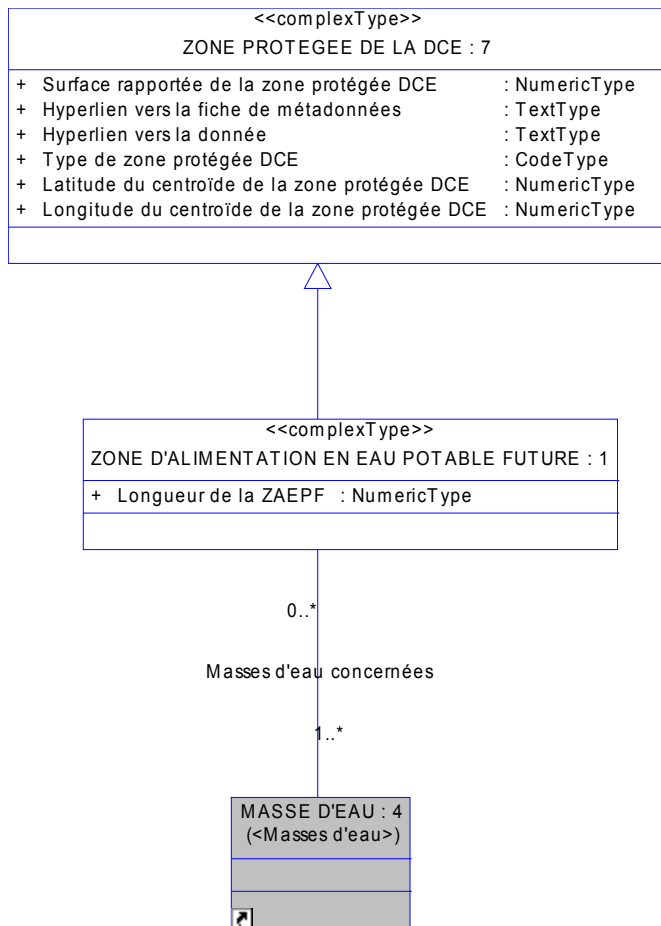 <<complexType>>
ZONE PROTEGEE DE LA DCE : 7
+ Surface rapportée de la zone protégée DCE : NumericType
+ Hyperlien vers la fiche de métadonnées : TextType
+ Hyperlien vers la donnée : TextType
+ Type de zone protégée DCE : CodeType
+ Latitude du centroïde de la zone protégée DCE : NumericType
+ Longitude du centroïde de la zone protégée DCE : NumericType
<<complexType>>
ZONE D'ALIMENTATION EN EAU POTABLE FUTURE : 1
+ Longueur de la ZAEPF : NumericType
0..*
Masses d'eau concernées
1..*
MASSE D'EAU : 4
(<Masses d'eau>)